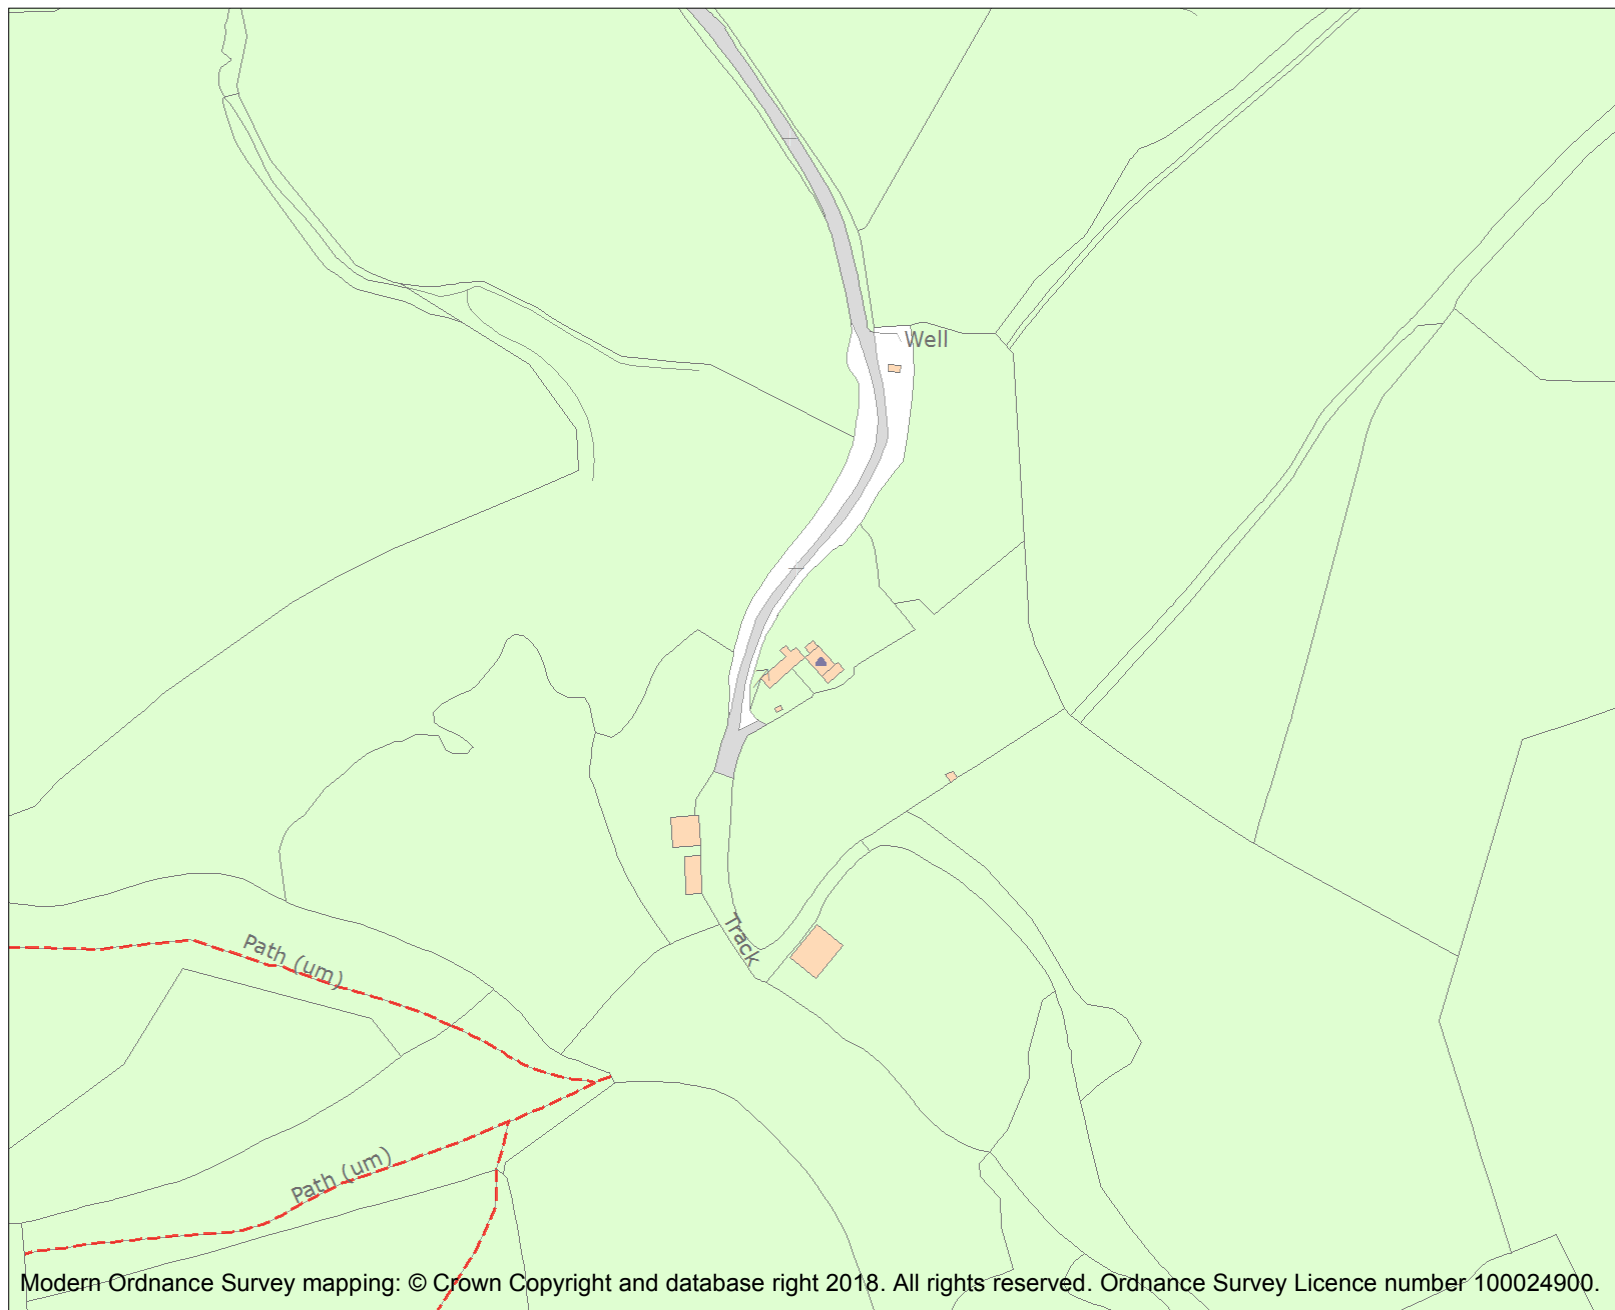 Well
Track
Path (um)
Path (um)
Modern Ordnance Survey mapping: © Crown Copyright and database right 2018. All rights reserved. Ordnance Survey Licence number 100024900.